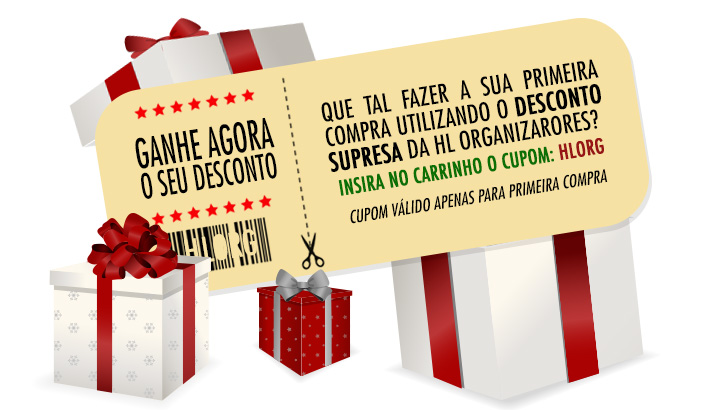 GANHE AGORA
O SEU DESCONTO
HLORG
QUE TAL FAZER A SUA PRIMEIRA
COMPRA UTILIZANDO O DESCONTO
SUPRESA DA HL ORGANIZARORES?
INSIRA NO CARRINHO O CUPOM: HLORG
CUPOM VÁLIDO APENAS PARA PRIMEIRA COMPRA